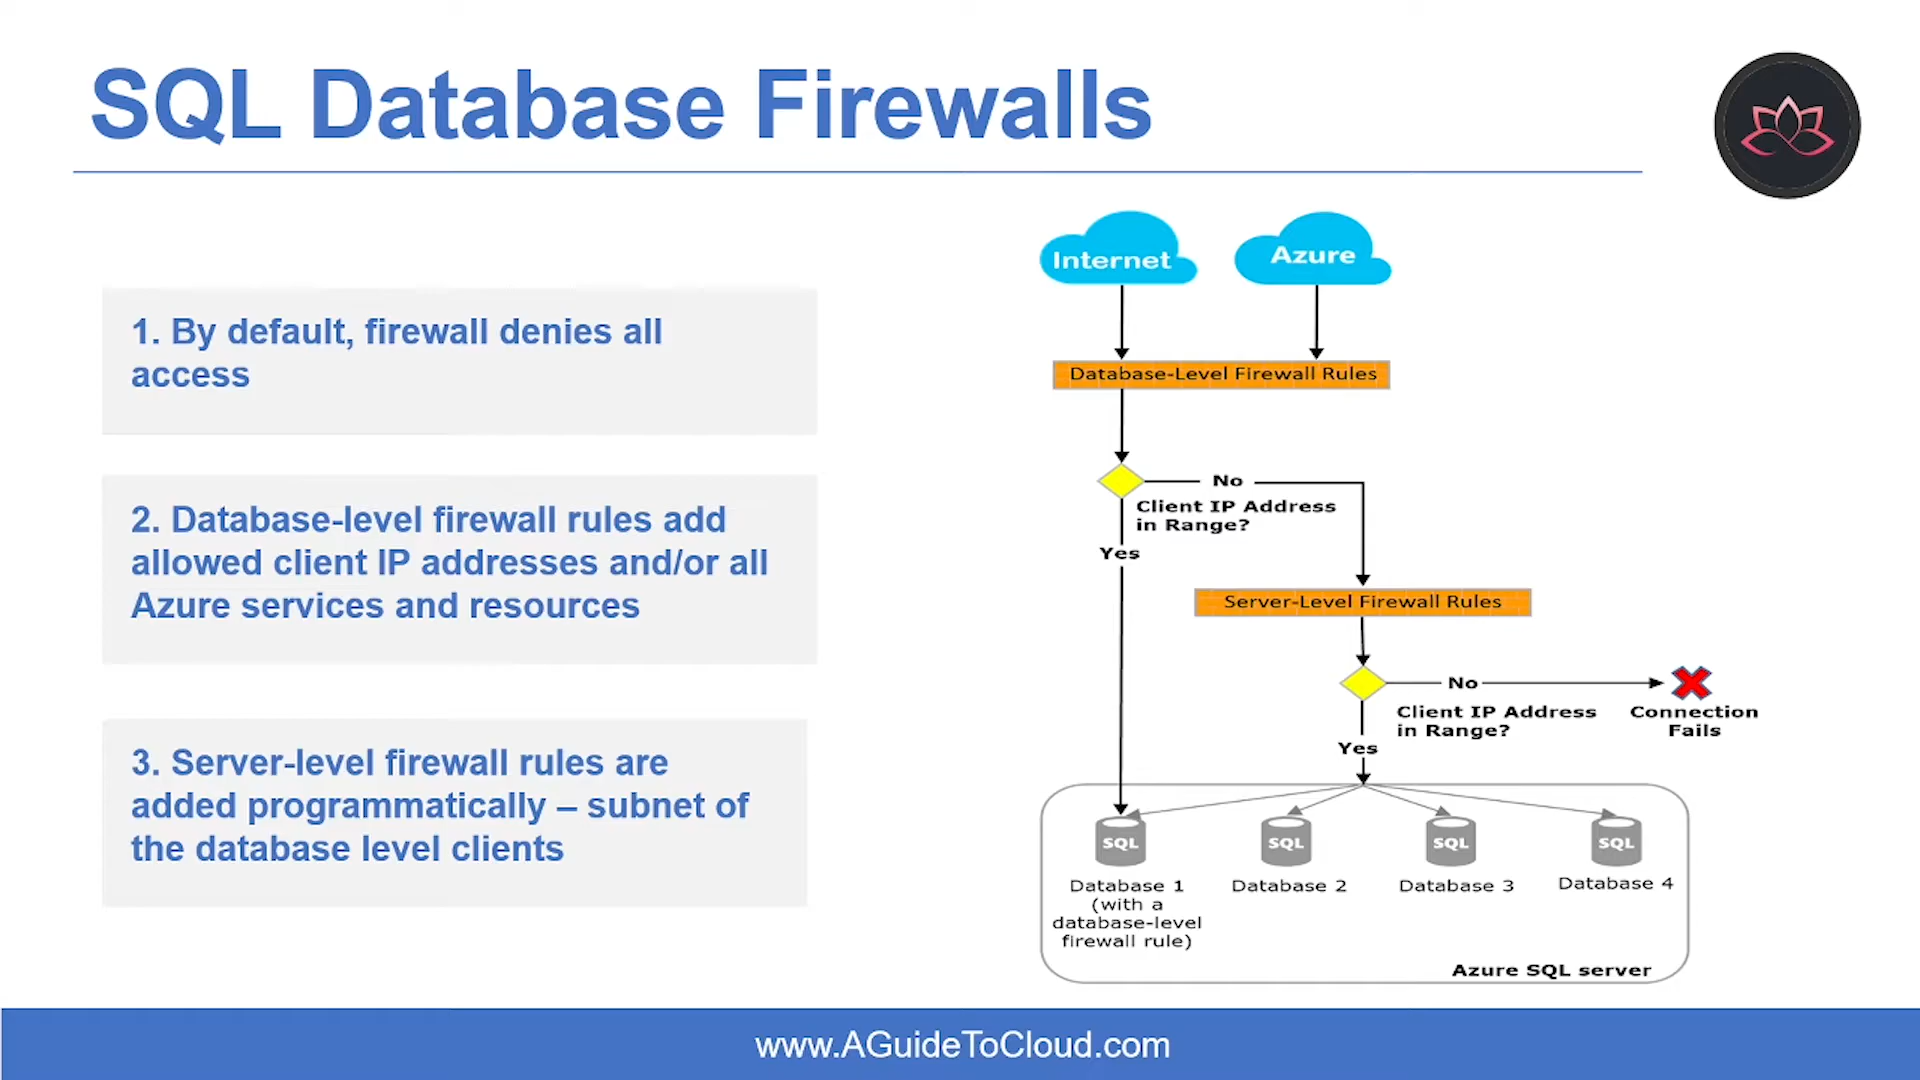 SQL Database Firewalls
1. By default, firewall denies all
access
2. Database-level firewall rules add
allowed client IP addresses and/or all
Azure services and resources
3. Server-level firewall rules are
added programmatically – subnet of
the database level clients
Internet
Azure
Database-Level Firewall Rules
No
Client IP Address
in Range?
Yes
Server-Level Firewall Rules
No
Client IP Address
in Range?
Connection
Fails
Yes
SQL
SQL
SQL
SQL
Database 1
(with a
database-level
firewall rule)
Database 2
Database 3
Database 4
Azure SQL server
www.AGuideToCloud.com